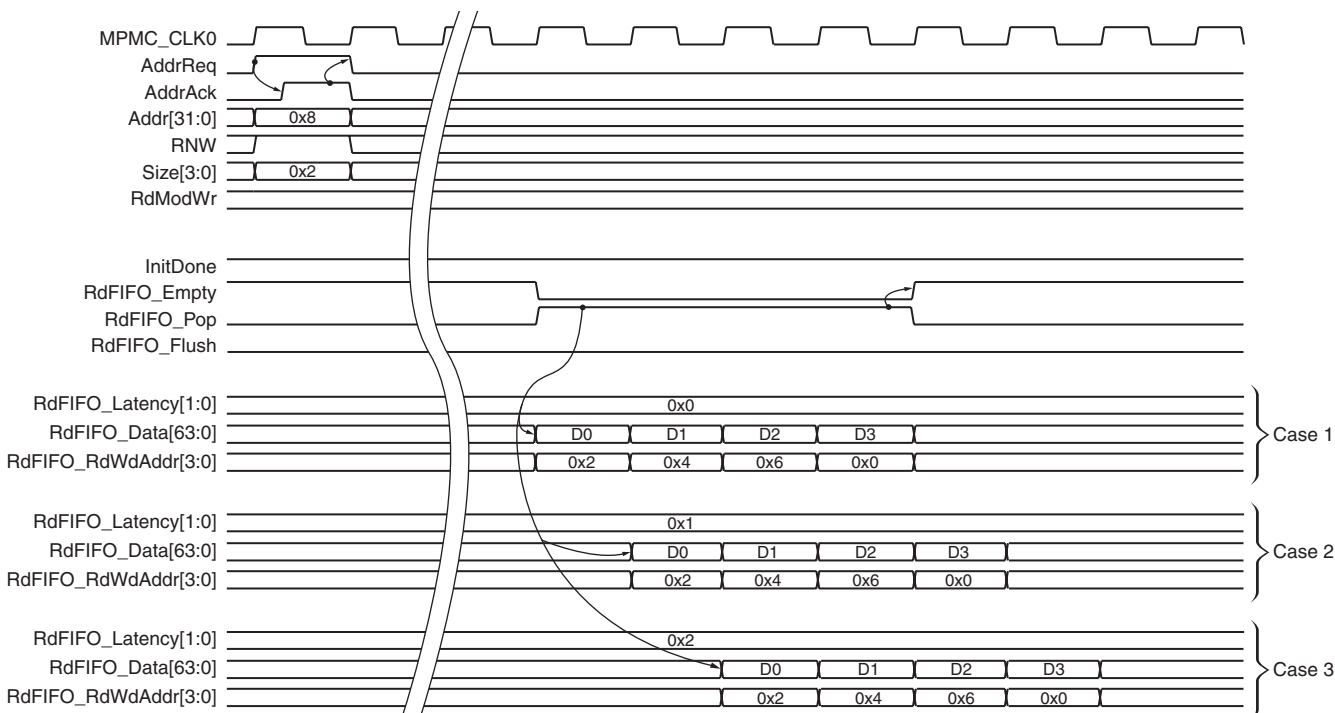 MPMC_CLK0
AddrReq
AddrAck
Addr[31:0] 0x8
RNW
Size[3:0] 0x2
RdModWr
InitDone
RdFIFO_Empty
RdFIFO_Pop
RdFIFO_Flush
RdFIFO_Latency[1:0] 0x0
RdFIFO_Data[63:0] D0 D1 D2 D3 Case 1
RdFIFO_RdWdAddr[3:0] 0x2 0x4 0x6 0x0
RdFIFO_Latency[1:0] 0x1
RdFIFO_Data[63:0] D0 D1 D2 D3 Case 2
RdFIFO_RdWdAddr[3:0] 0x2 0x4 0x6 0x0
RdFIFO_Latency[1:0] 0x2
RdFIFO_Data[63:0] D0 D1 D2 D3 Case 3
RdFIFO_RdWdAddr[3:0] 0x2 0x4 0x6 0x0